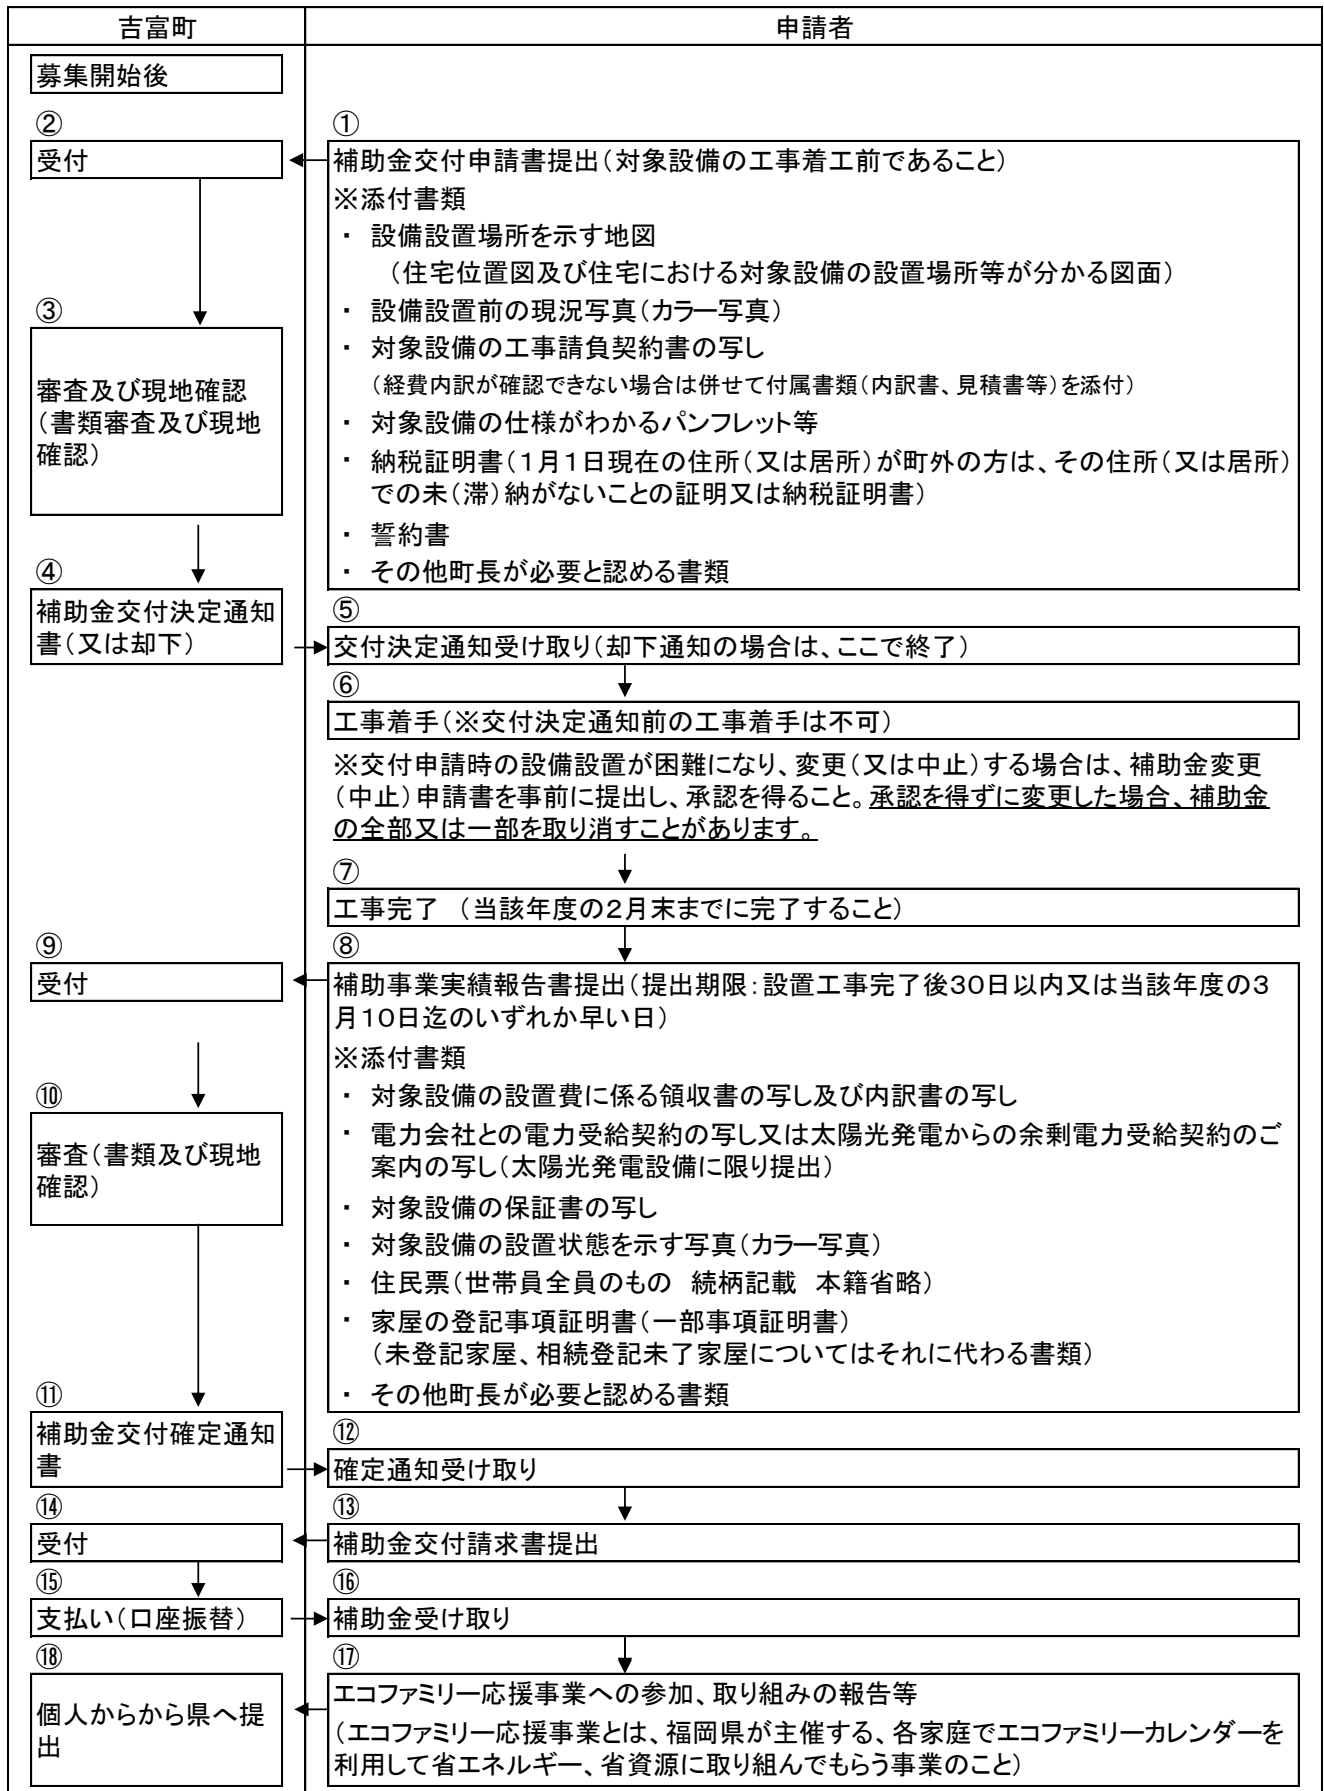 吉富町
申請者
募集開始後
②
①
受付
補助金交付申請書提出（対象設備の工事着工前であること）
※添付書類
・ 設備設置場所を示す地図
（住宅位置図及び住宅における対象設備の設置場所等が分かる図面）
・ 設備設置前の現況写真（カラー写真）
・ 対象設備の工事請負契約書の写し
（経費内訳が確認できない場合は併せて付属書類（内訳書、見積書等）を添付）
・ 対象設備の仕様がわかるパンフレット等
・ 納税証明書（１月１日現在の住所（又は居所）が町外の方は、その住所（又は居所）
での未（滞）納がないことの証明又は納税証明書）
・ 誓約書
・ その他町長が必要と認める書類
③
審査及び現地確認
（書類審査及び現地
確認）
④
補助金交付決定通知
書（又は却下）
⑤
交付決定通知受け取り（却下通知の場合は、ここで終了）
⑥
工事着手（※交付決定通知前の工事着手は不可）
※交付申請時の設備設置が困難になり、変更（又は中止）する場合は、補助金変更
（中止）申請書を事前に提出し、承認を得ること。承認を得ずに変更した場合、補助金
の全部又は一部を取り消すことがあります。
⑦
工事完了　（当該年度の２月末までに完了すること）
⑨
⑧
受付
補助事業実績報告書提出（提出期限：設置工事完了後３０日以内又は当該年度の３
月１０日迄のいずれか早い日）
※添付書類
・ 対象設備の設置費に係る領収書の写し及び内訳書の写し
・ 電力会社との電力受給契約の写し又は太陽光発電からの余剰電力受給契約のご
案内の写し（太陽光発電設備に限り提出）
・ 対象設備の保証書の写し
・ 対象設備の設置状態を示す写真（カラー写真）
・ 住民票（世帯員全員のもの　続柄記載　本籍省略）
・ 家屋の登記事項証明書（一部事項証明書）
（未登記家屋、相続登記未了家屋についてはそれに代わる書類）
・ その他町長が必要と認める書類
⑩
審査（書類及び現地
確認）
⑪
補助金交付確定通知
書
⑫
確定通知受け取り
⑭
⑬
受付
補助金交付請求書提出
⑮
⑯
支払い（口座振替）
補助金受け取り
⑱
⑰
個人からから県へ提
出
エコファミリー応援事業への参加、取り組みの報告等
（エコファミリー応援事業とは、福岡県が主催する、各家庭でエコファミリーカレンダーを
利用して省エネルギー、省資源に取り組んでもらう事業のこと）